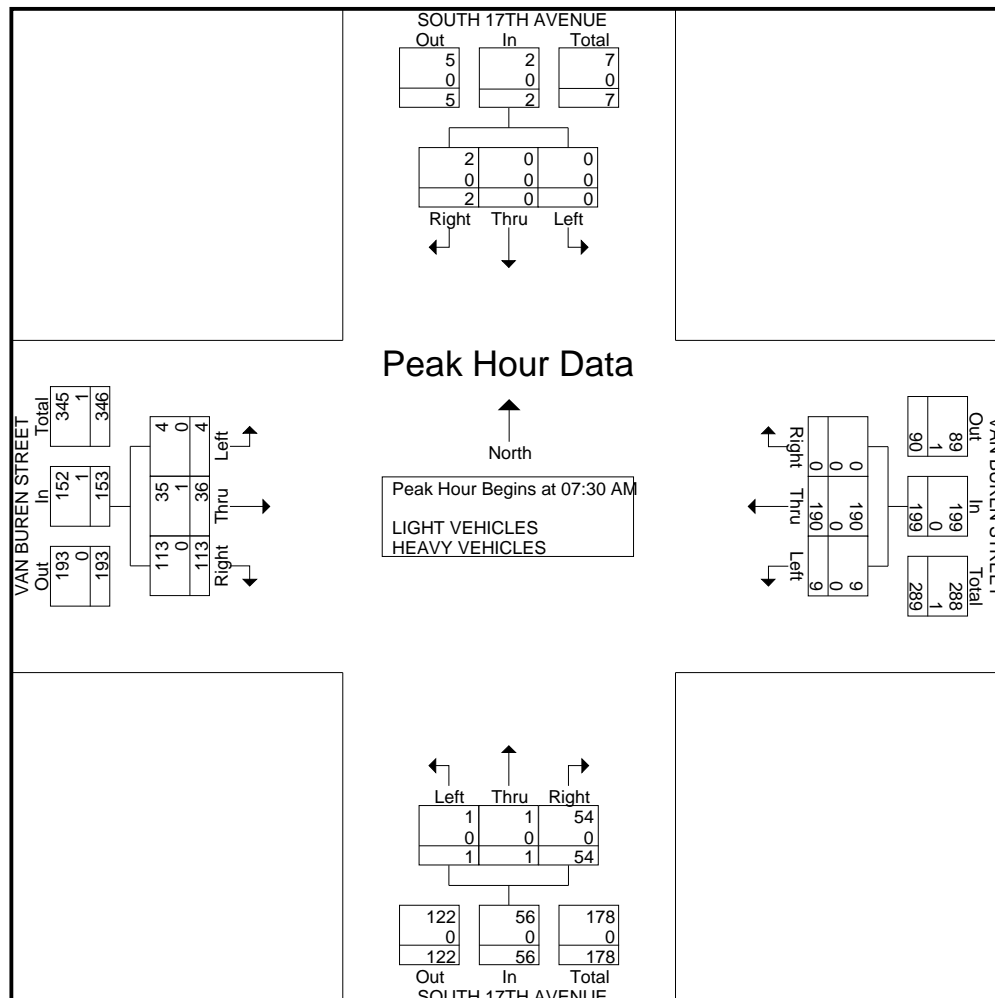 SOUTH 17TH AVENUE
Out In Total
5 2 7
0 0 0
5 2 7
2 0 0
0 0 0
2 0 0
Right Thru Left
Peak Hour Data
North
Peak Hour Begins at 07:30 AM
LIGHT VEHICLES
HEAVY VEHICLES
VAN BUREN STREET
Out In Total
193 152 345
0 1 1
193 153 346
Left Thru Right
4 35 113
0 1 0
4 36 113
VAN BUREN STREET
Out In Total
89 199 288
1 0 1
90 199 289
Right Thru Left
0 190 9
0 0 0
0 190 9
Left Thru Right
1 1 54
0 0 0
1 1 54
122 56 178
0 0 0
122 56 178
Out In Total
SOUTH 17TH AVENUE